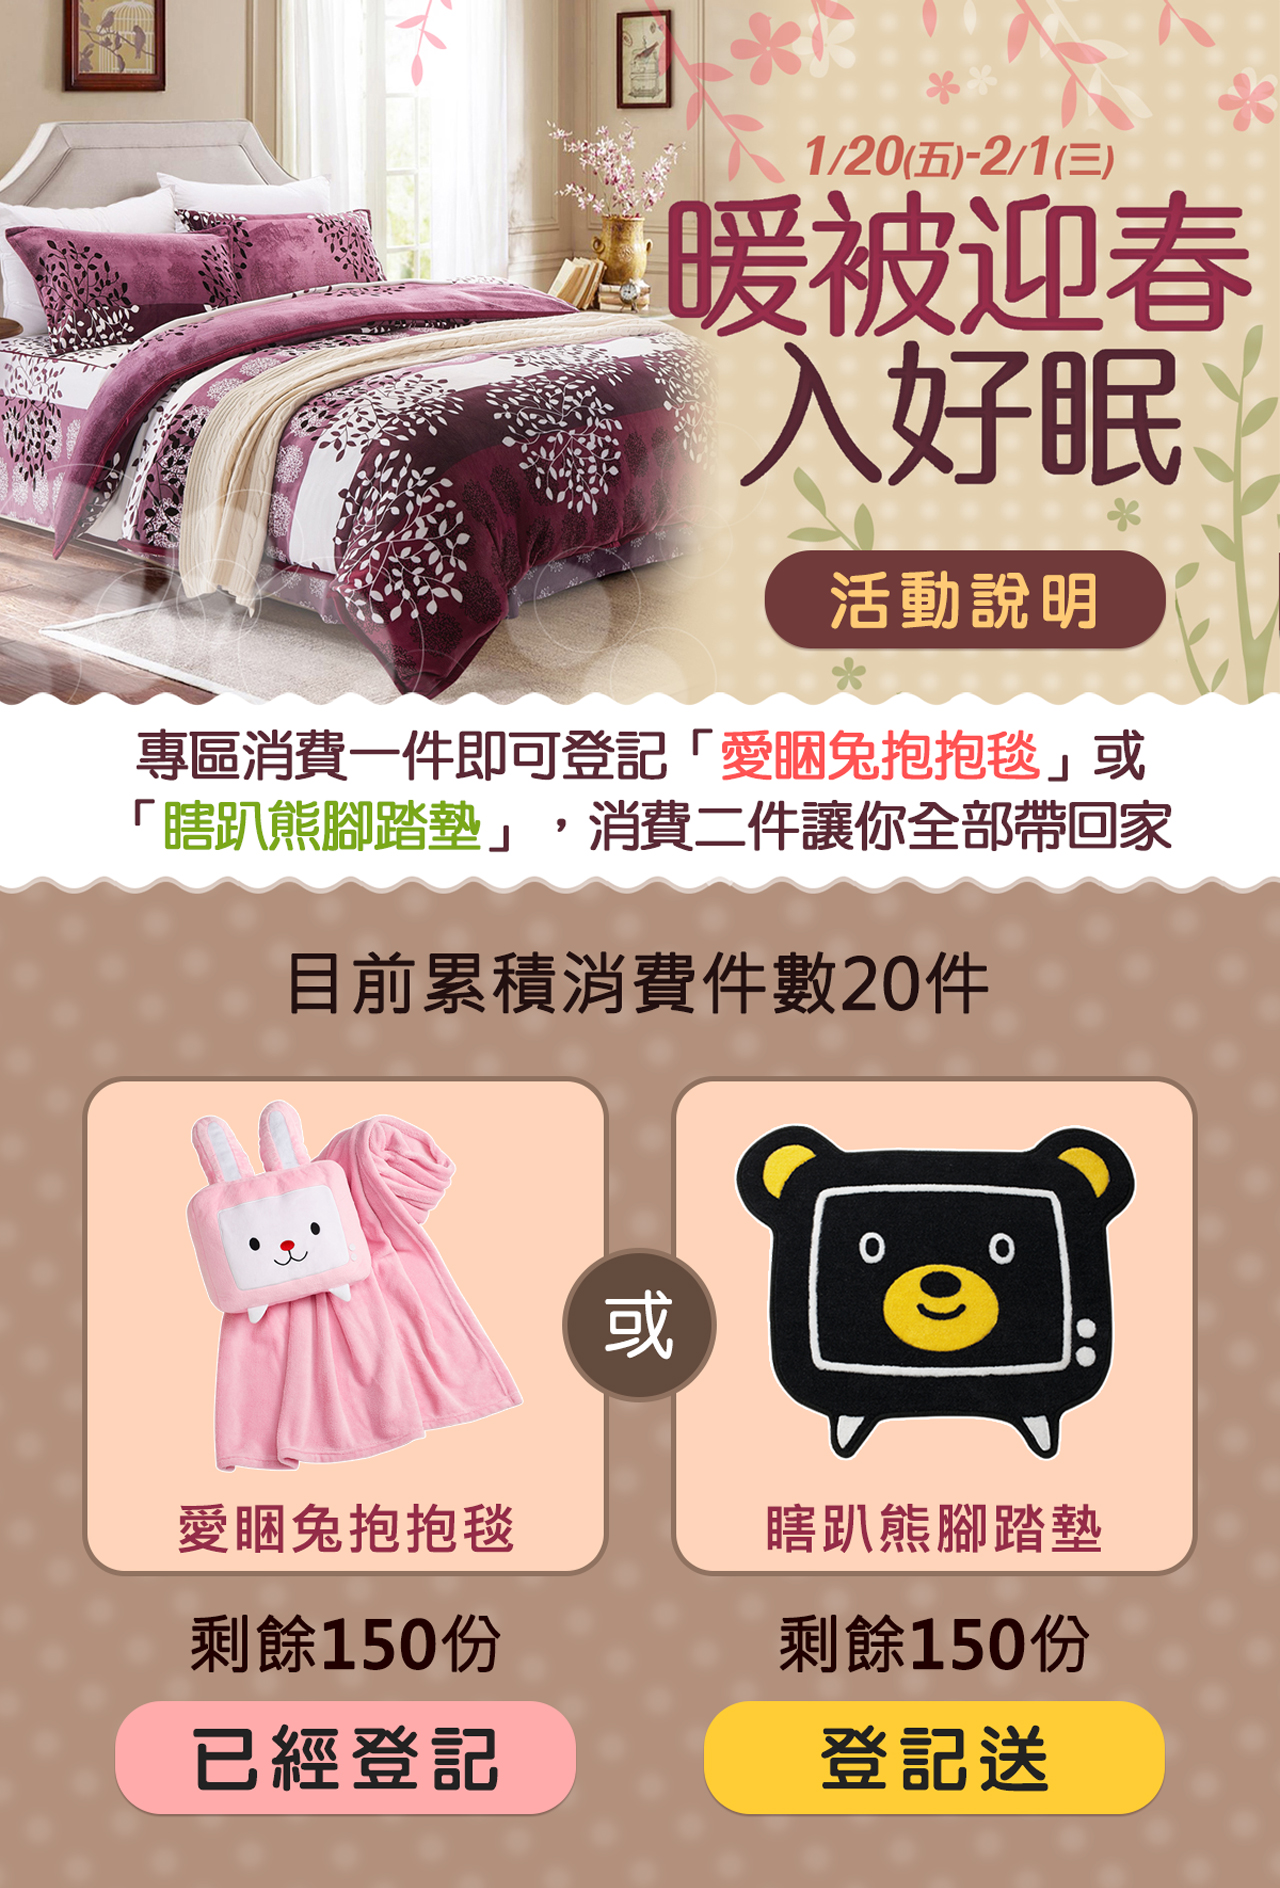 1/20(五)-2/1(三)
暖被迎春
入好眠
活動說明
專區消費一件即可登記「愛睏兔抱抱毯」或
「瞎趴熊腳踏墊」，消費二件讓你全部帶回家
目前累積消費件數20件
愛睏兔抱抱毯
或
瞎趴熊腳踏墊
剩餘150份
剩餘150份
已經登記
登記送